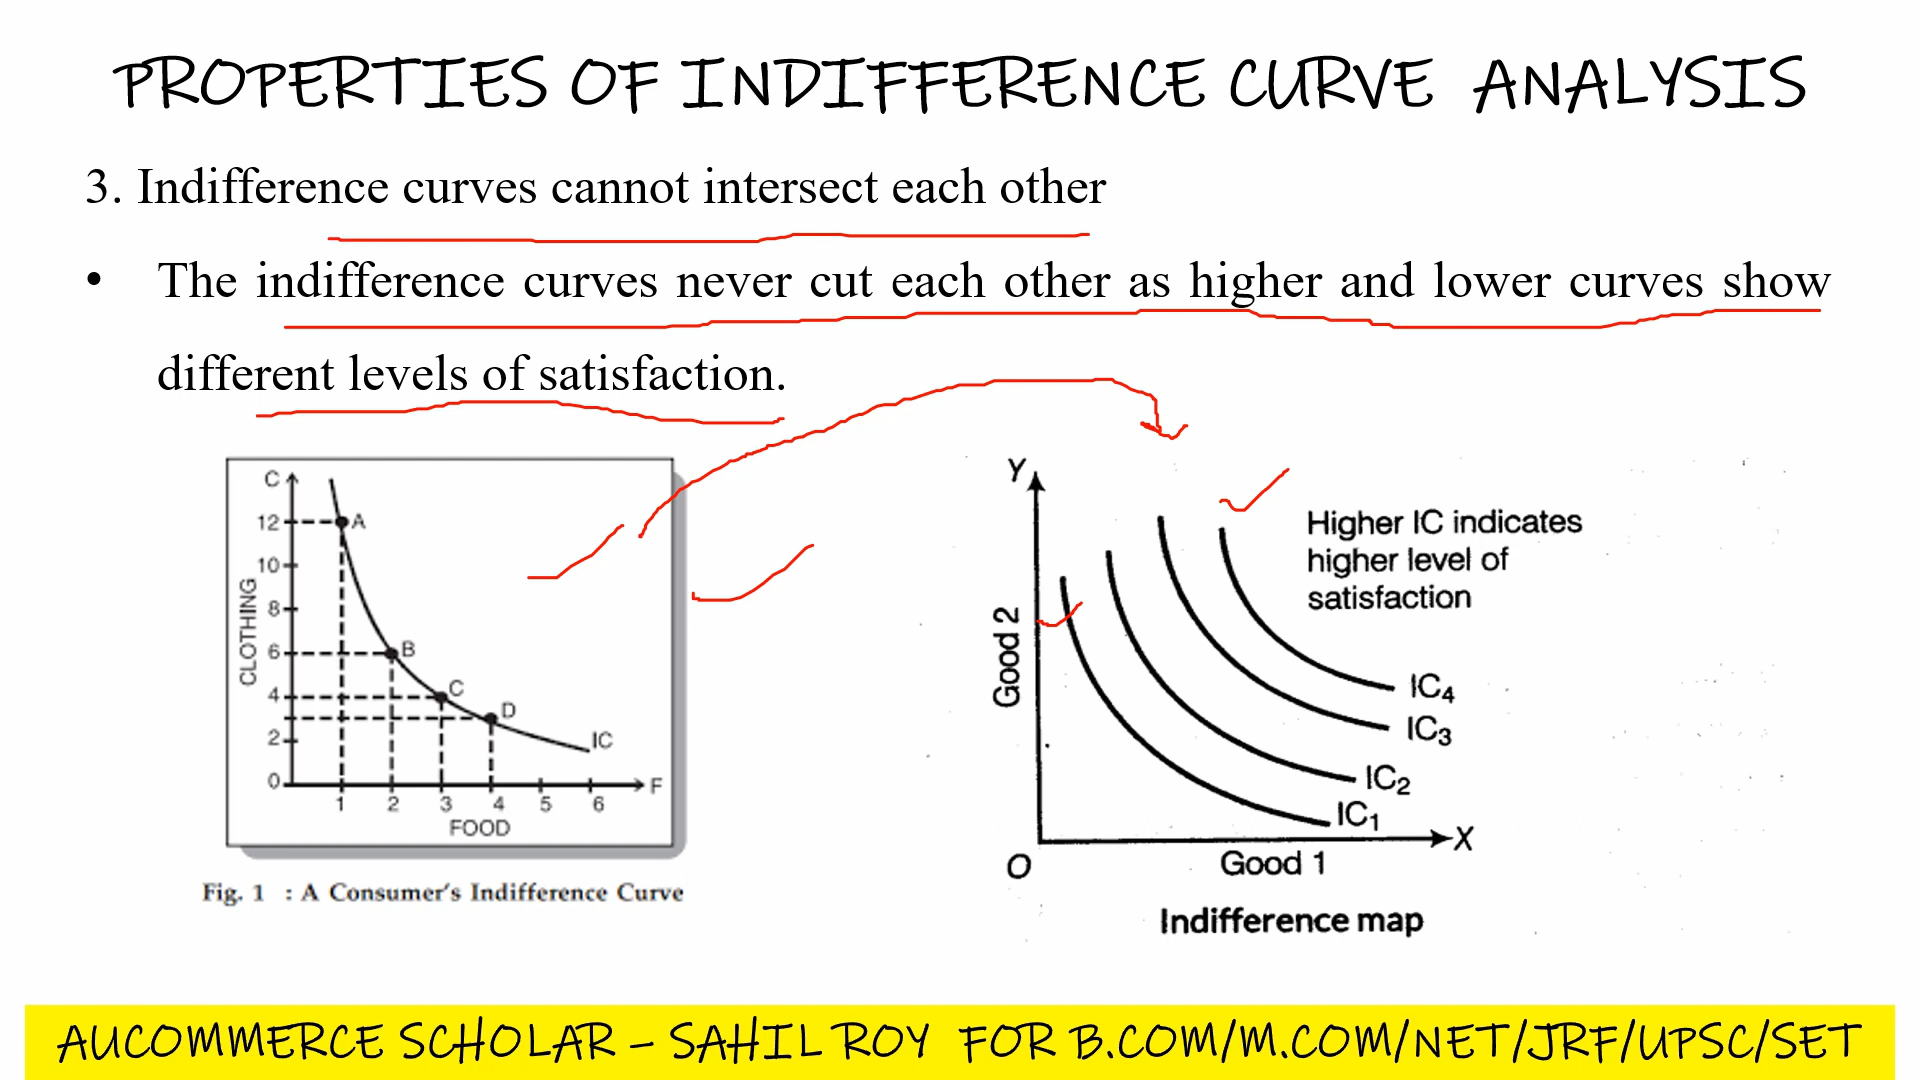 PROPERTIES OF INDIFFERENCE CURVE ANALYSIS
3. Indifference curves cannot intersect each other
• The indifference curves never cut each other as higher and lower curves show
different levels of satisfaction.
C
12
A
10
8
6
B
4
C
D
2
IC
0
F
1 2 3 4 5 6
CLOTHING
FOOD
Fig. 1 : A Consumer's Indifference Curve
Y
Higher IC indicates
higher level of
satisfaction
Good 2
IC4
IC3
IC2
IC1
X
O
Good 1
Indifference map
AUCOMMERCE SCHOLAR – SAHIL ROY FOR B.COM/M.COM/NET/JRF/UPSC/SET